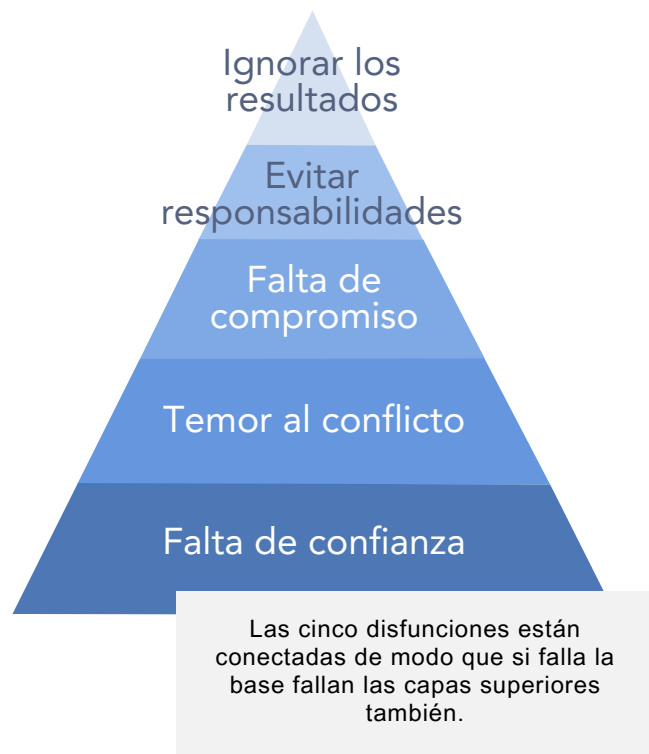 Ignorar los
resultados
Evitar
responsabilidades
Falta de
compromiso
Temor al conflicto
Falta de confianza
Las cinco disfunciones están
conectadas de modo que si falla la
base fallan las capas superiores
también.